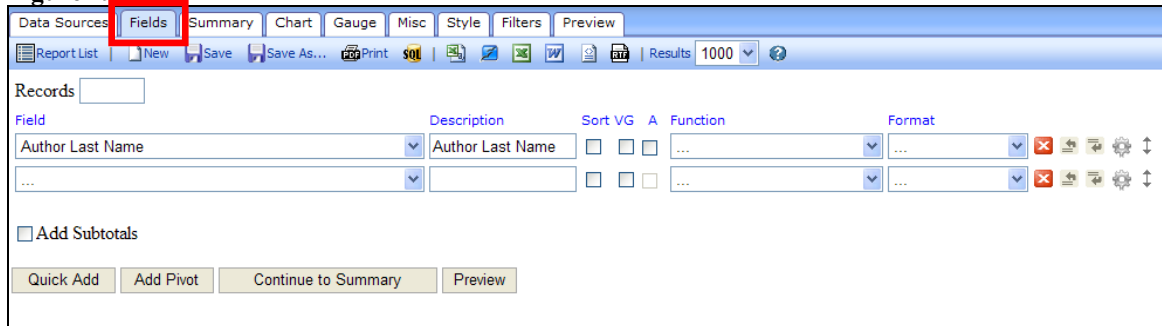 Data Sources Fields Summary Chart Gauge Misc Style Filters Preview
Report List | New Save Save As... Print SQL | Results 1000
Records
Field Description Sort VG A Function Format
Author Last Name Author Last Name ... ...
... ... ...
Add Subtotals
Quick Add Add Pivot Continue to Summary Preview